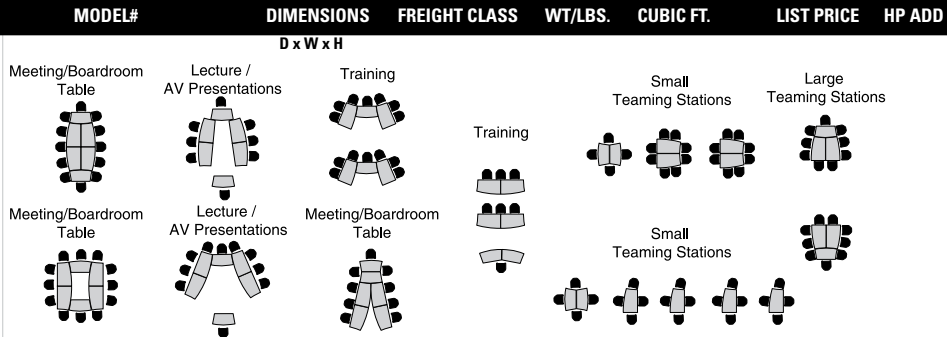 MODEL# DIMENSIONS FREIGHT CLASS WT/LBS. CUBIC FT. LIST PRICE HP ADD
D x W x H
Meeting/Boardroom
Table
Lecture /
AV Presentations
Training
Training
Small
Teaming Stations
Large
Teaming Stations
Meeting/Boardroom
Table
Lecture /
AV Presentations
Meeting/Boardroom
Table
Small
Teaming Stations